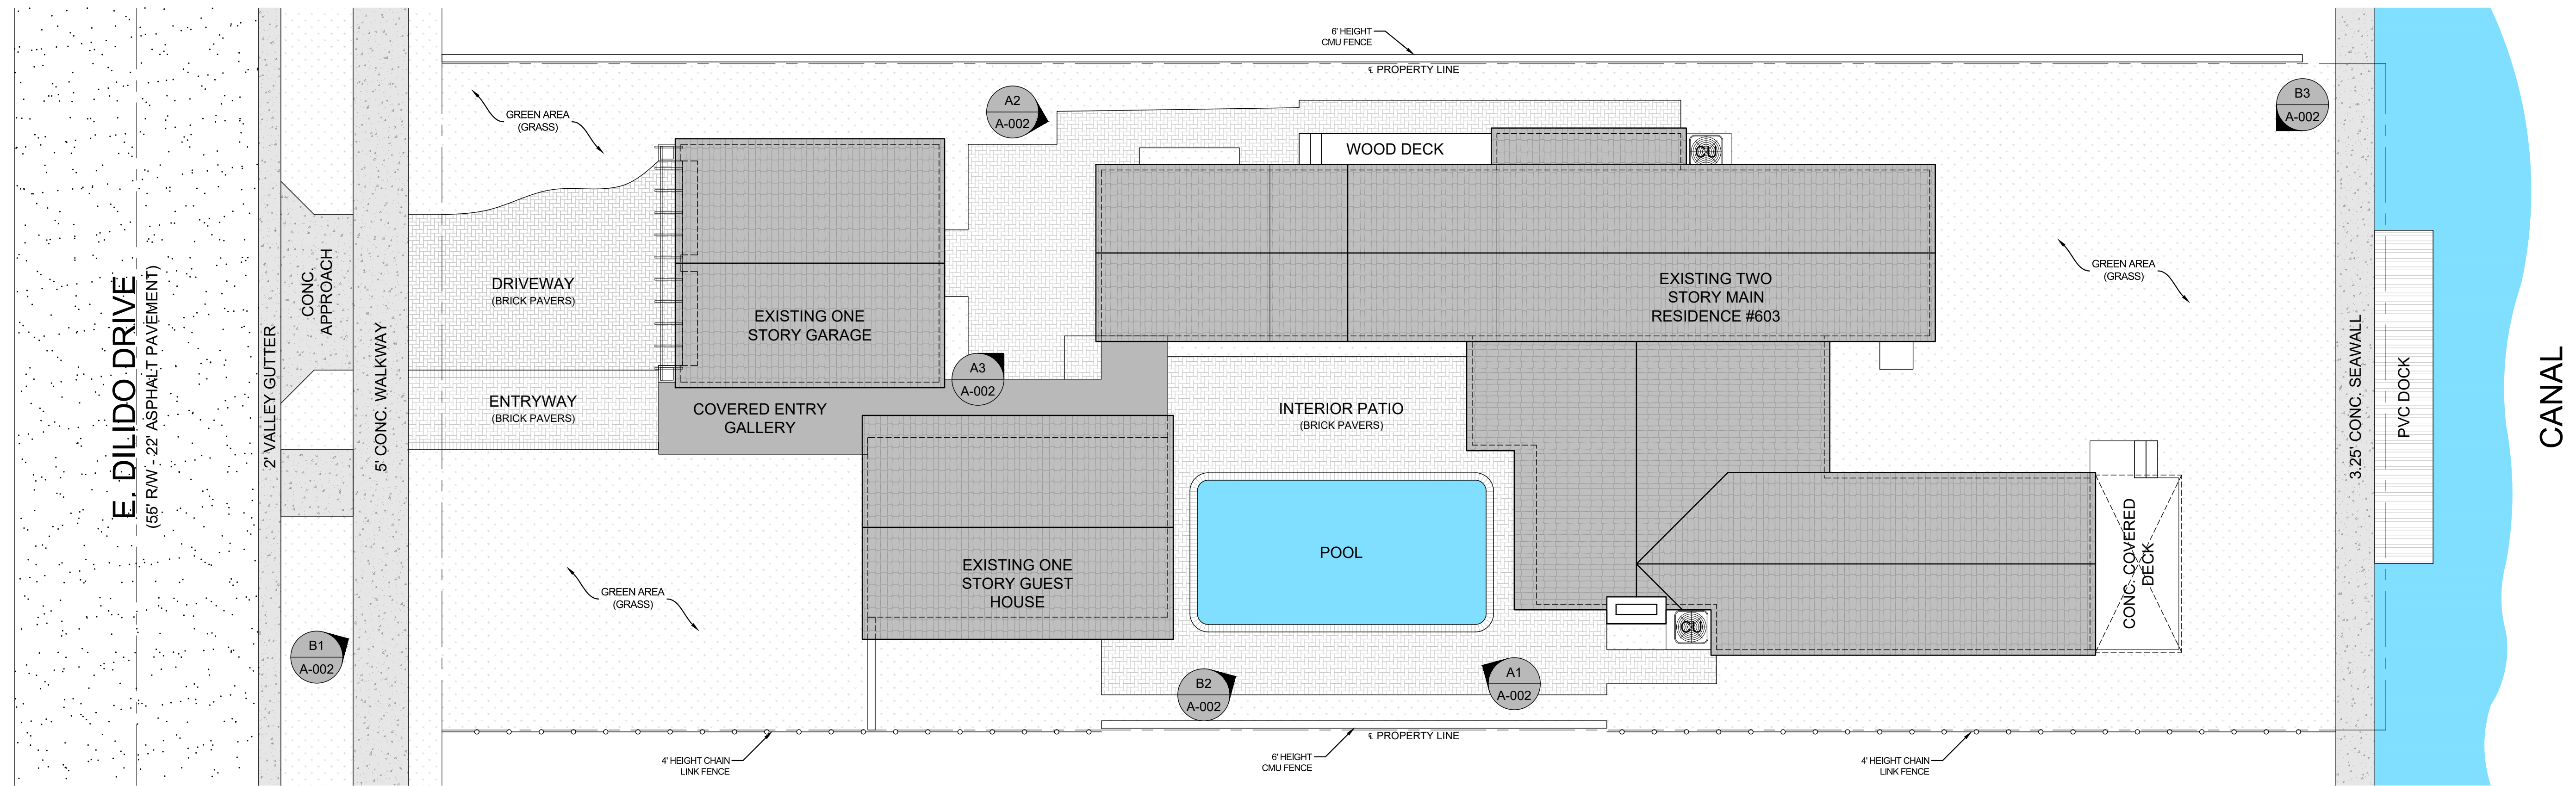 6' HEIGHT
CMU FENCE
℄ PROPERTY LINE
A2
A-002
B3
A-002
GREEN AREA
(GRASS)
WOOD DECK
CU
E. DILIDO DRIVE
(55' R/W - 22' ASPHALT PAVEMENT)
2' VALLEY GUTTER
CONC.
APPROACH
5' CONC. WALKWAY
DRIVEWAY
(BRICK PAVERS)
EXISTING ONE
STORY GARAGE
EXISTING TWO
STORY MAIN
RESIDENCE #603
GREEN AREA
(GRASS)
A3
A-002
ENTRYWAY
(BRICK PAVERS)
COVERED ENTRY
GALLERY
INTERIOR PATIO
(BRICK PAVERS)
3.25' CONC. SEAWALL
PVC DOCK
CANAL
POOL
EXISTING ONE
STORY GUEST
HOUSE
CONC. COVERED
DECK
GREEN AREA
(GRASS)
CU
B1
A-002
B2
A-002
A1
A-002
℄ PROPERTY LINE
4' HEIGHT CHAIN
LINK FENCE
6' HEIGHT
CMU FENCE
4' HEIGHT CHAIN
LINK FENCE